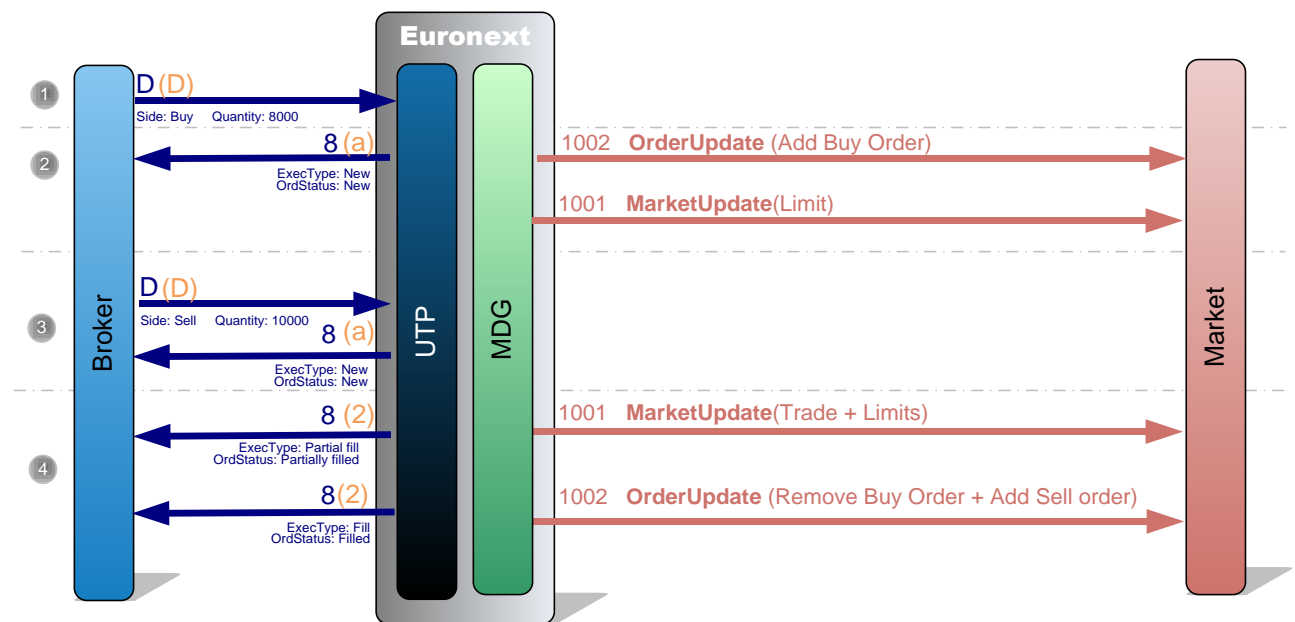 Euronext
1
D (D)
Side: Buy Quantity: 8000
2
8 (a)
ExecType: New
OrdStatus: New
1002 OrderUpdate (Add Buy Order)
1001 MarketUpdate(Limit)
Broker
UTP
MDG
Market
3
D (D)
Side: Sell Quantity: 10000
8 (a)
ExecType: New
OrdStatus: New
4
8 (2)
ExecType: Partial fill
OrdStatus: Partially filled
1001 MarketUpdate(Trade + Limits)
8(2)
ExecType: Fill
OrdStatus: Filled
1002 OrderUpdate (Remove Buy Order + Add Sell order)